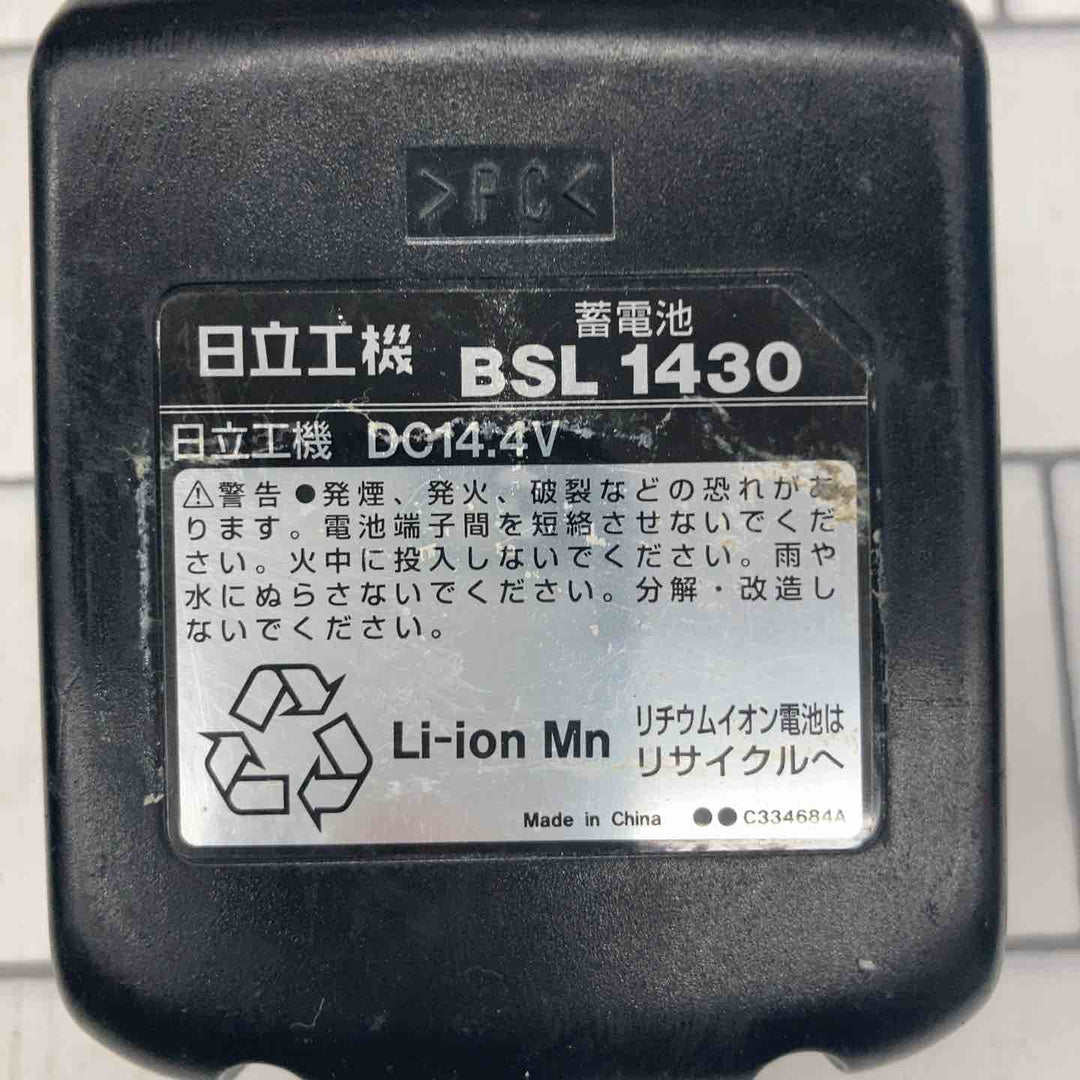 >PC<
蓄電池
日立工機 BSL 1430
日立工機 DC14.4V
⚠警告 ●発煙、発火、破裂などの恐れがあ
ります。電池端子間を短絡させないでくだ
さい。火中に投入しないでください。雨や
水にぬらさないでください。分解・改造し
ないでください。
Li-ion Mn リチウムイオン電池は
リサイクルへ
Made in China ●●C334684A